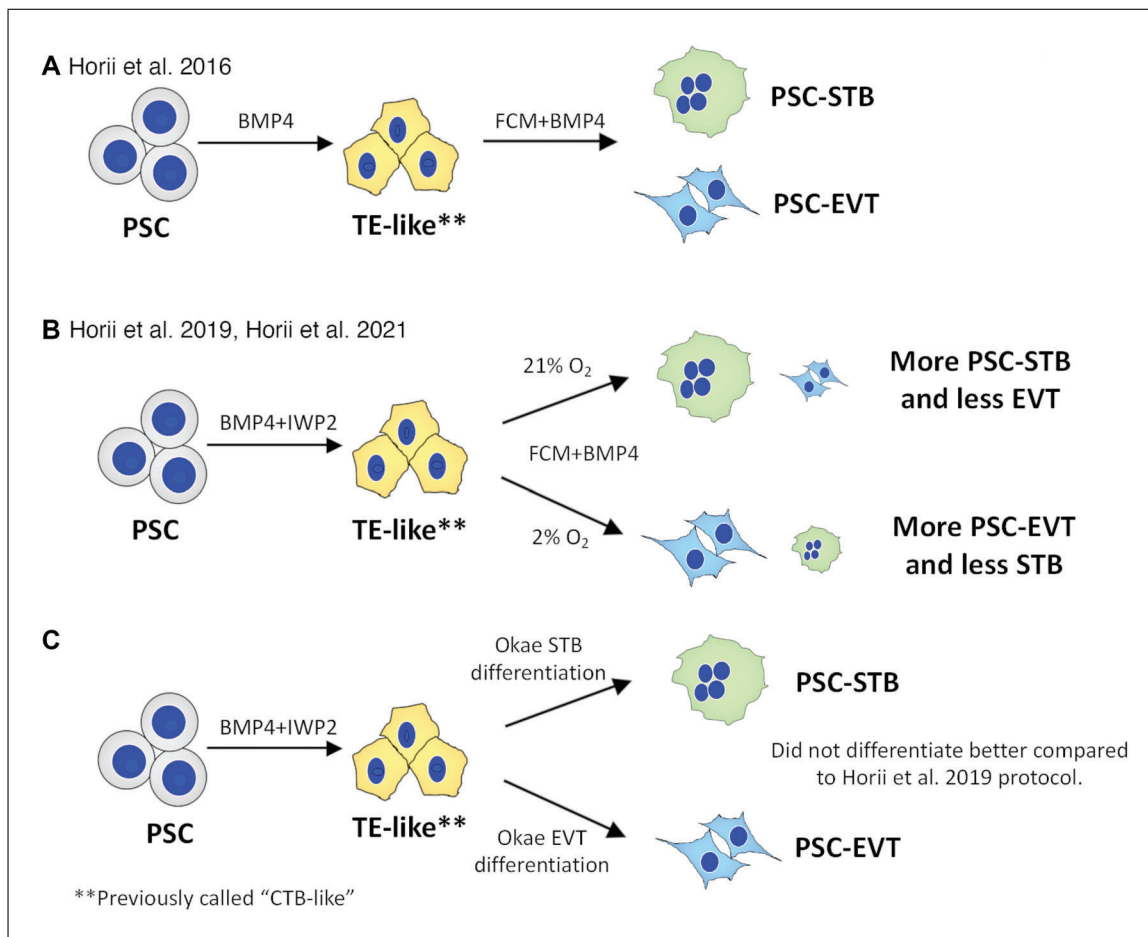 A Horii et al. 2016
BMP4
FCM+BMP4
PSC
TE-like**
PSC-STB
PSC-EVT
B Horii et al. 2019, Horii et al. 2021
BMP4+IWP2
PSC
TE-like**
21% O₂
FCM+BMP4
2% O₂
More PSC-STB
and less EVT
More PSC-EVT
and less STB
C
BMP4+IWP2
PSC
TE-like**
Okae STB
differentiation
Okae EVT
differentiation
PSC-STB
Did not differentiate better compared
to Horii et al. 2019 protocol.
PSC-EVT
**Previously called “CTB-like”